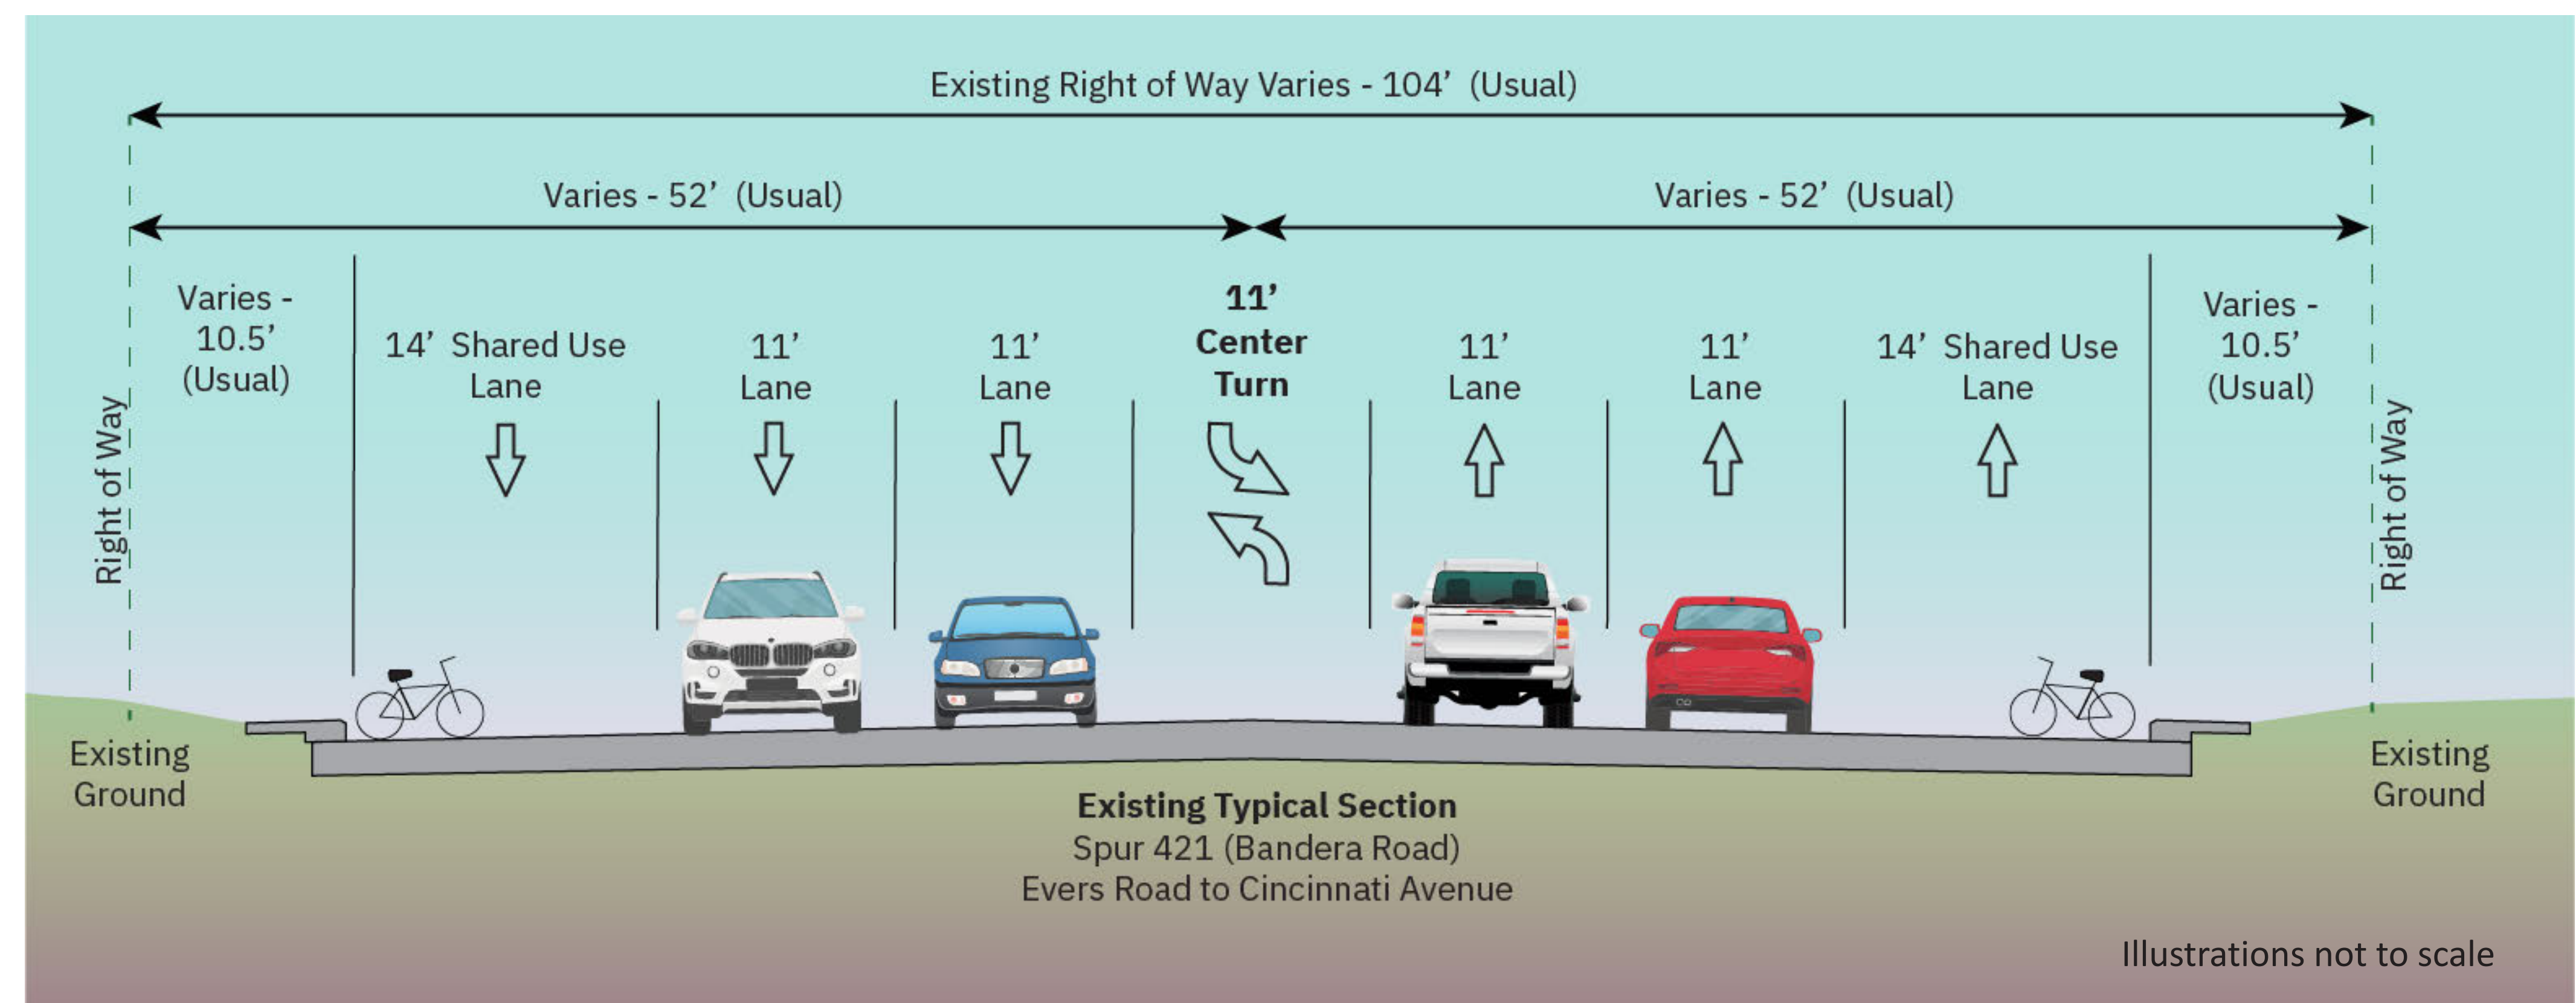 Existing Right of Way Varies - 104’ (Usual)
Varies - 52’ (Usual)
Varies - 52’ (Usual)
Right of Way
Varies -
10.5’
(Usual)
14’ Shared Use
Lane
11’
Lane
11’
Lane
11’
Center
Turn
11’
Lane
11’
Lane
14’ Shared Use
Lane
Varies -
10.5’
(Usual)
Right of Way
Existing
Ground
Existing
Ground
Existing Typical Section
Spur 421 (Bandera Road)
Evers Road to Cincinnati Avenue
Illustrations not to scale